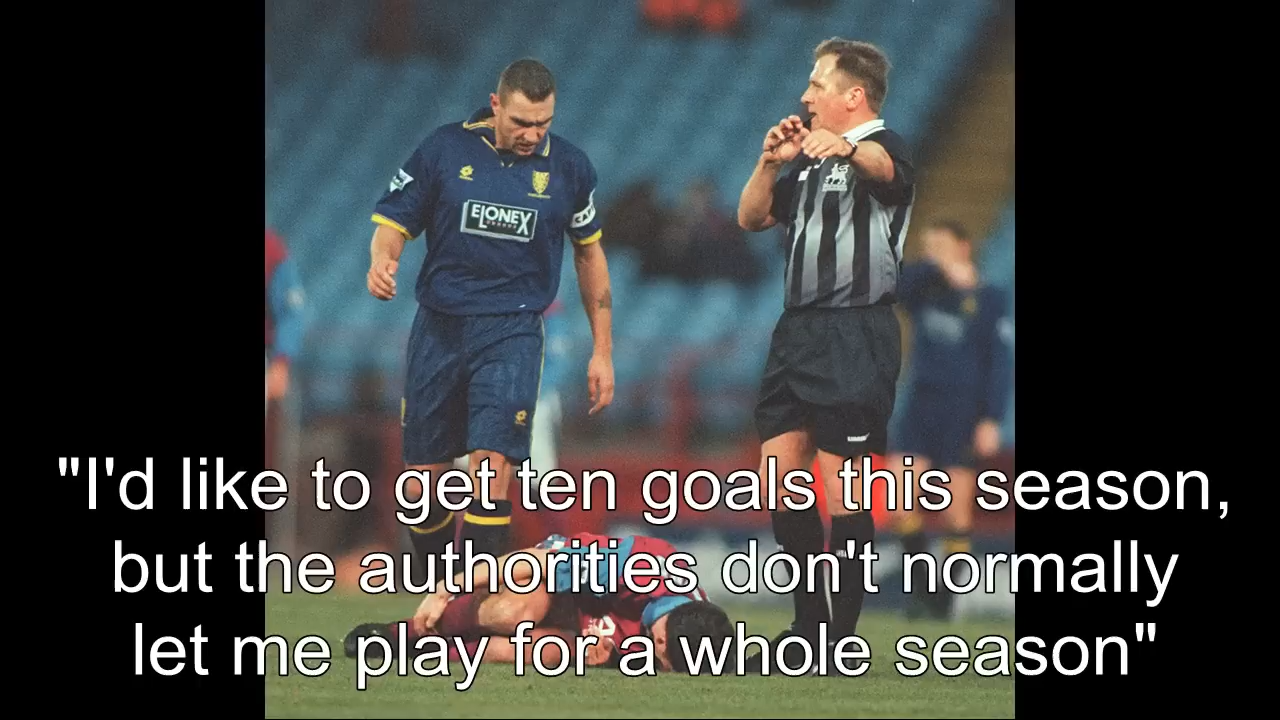 ELONEX
"I'd like to get ten goals this season,
but the authorities don't normally
let me play for a whole season"